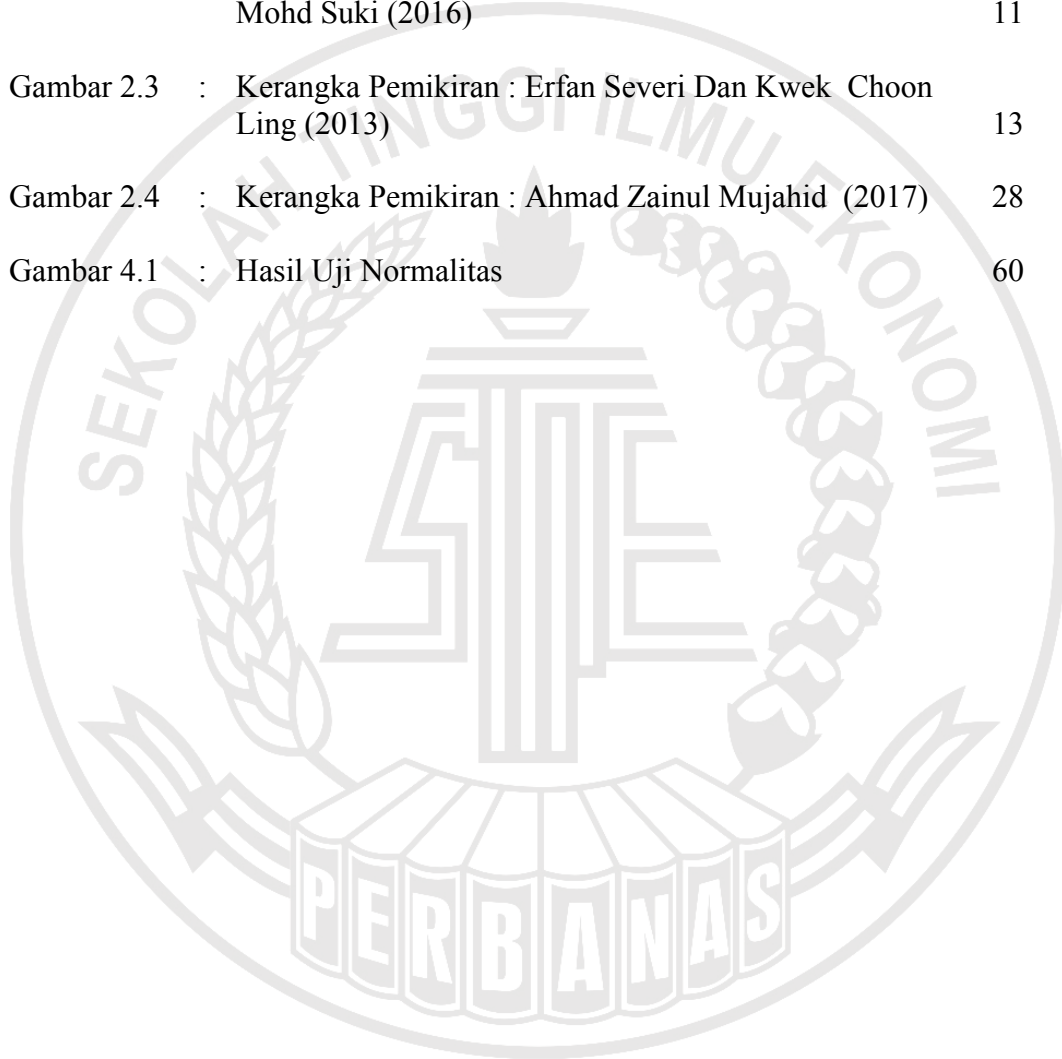 Mohd Suki (2016) 11
Gambar 2.3 : Kerangka Pemikiran : Erfan Severi Dan Kwek Choon
Ling (2013) 13
Gambar 2.4 : Kerangka Pemikiran : Ahmad Zainul Mujahid (2017) 28
Gambar 4.1 : Hasil Uji Normalitas 60
SEKOLAH TINGGI ILMU EKONOMI
STIE
PERBANAS